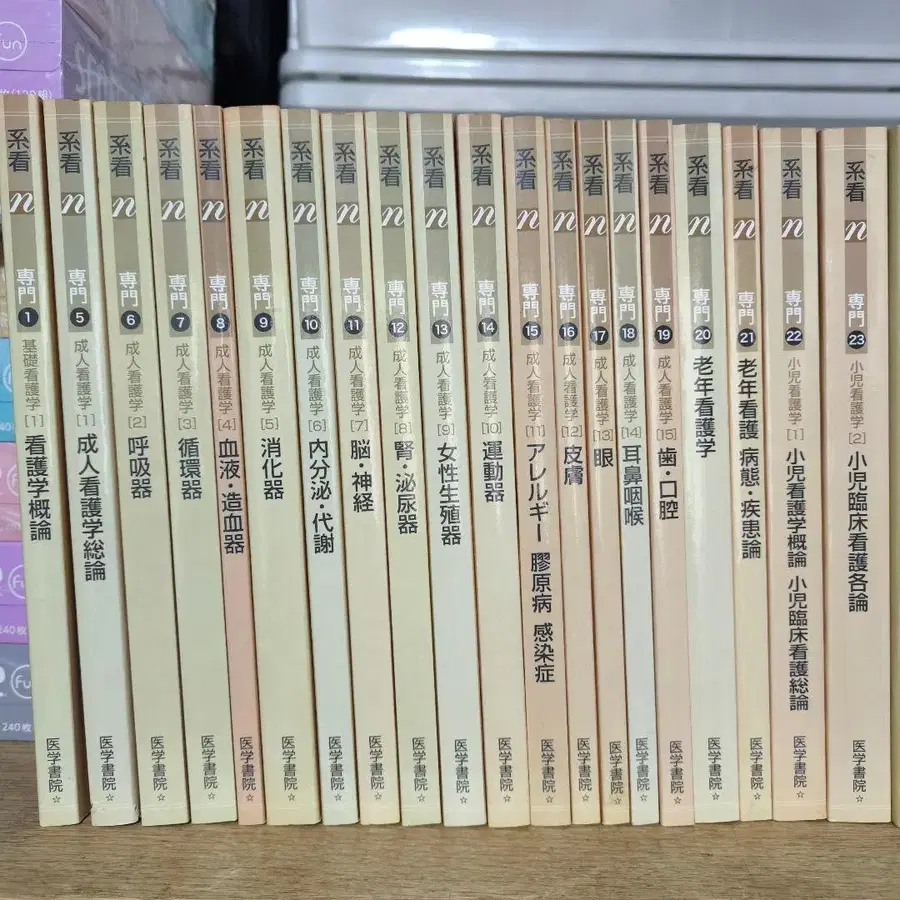 系看 n 専門 1 基礎看護学 [1] 看護学概論 医学書院
系看 n 専門 5 成人看護学 [1] 成人看護学総論 医学書院
系看 n 専門 6 成人看護学 [2] 呼吸器 医学書院
系看 n 専門 7 成人看護学 [3] 循環器 医学書院
系看 n 専門 8 成人看護学 [4] 血液・造血器 医学書院
系看 n 専門 9 成人看護学 [5] 消化器 医学書院
系看 n 専門 10 成人看護学 [6] 内分泌・代謝 医学書院
系看 n 専門 11 成人看護学 [7] 脳・神経 医学書院
系看 n 専門 12 成人看護学 [8] 腎・泌尿器 医学書院
系看 n 専門 13 成人看護学 [9] 女性生殖器 医学書院
系看 n 専門 14 成人看護学 [10] 運動器 医学書院
系看 n 専門 15 成人看護学 [11] アレルギー 膠原病 感染症 医学書院
系看 n 専門 16 成人看護学 [12] 皮膚 医学書院
系看 n 専門 17 成人看護学 [13] 眼 医学書院
系看 n 専門 18 成人看護学 [14] 耳鼻咽喉 医学書院
系看 n 専門 19 成人看護学 [15] 歯・口腔 医学書院
系看 n 専門 20 老年看護学 医学書院
系看 n 専門 21 老年看護 病態・疾患論 医学書院
系看 n 専門 22 小児看護学 [1] 小児看護学概論 小児臨床看護総論 医学書院
系看 n 専門 23 小児看護学 [2] 小児臨床看護各論 医学書院
Fun
240枚
240枚